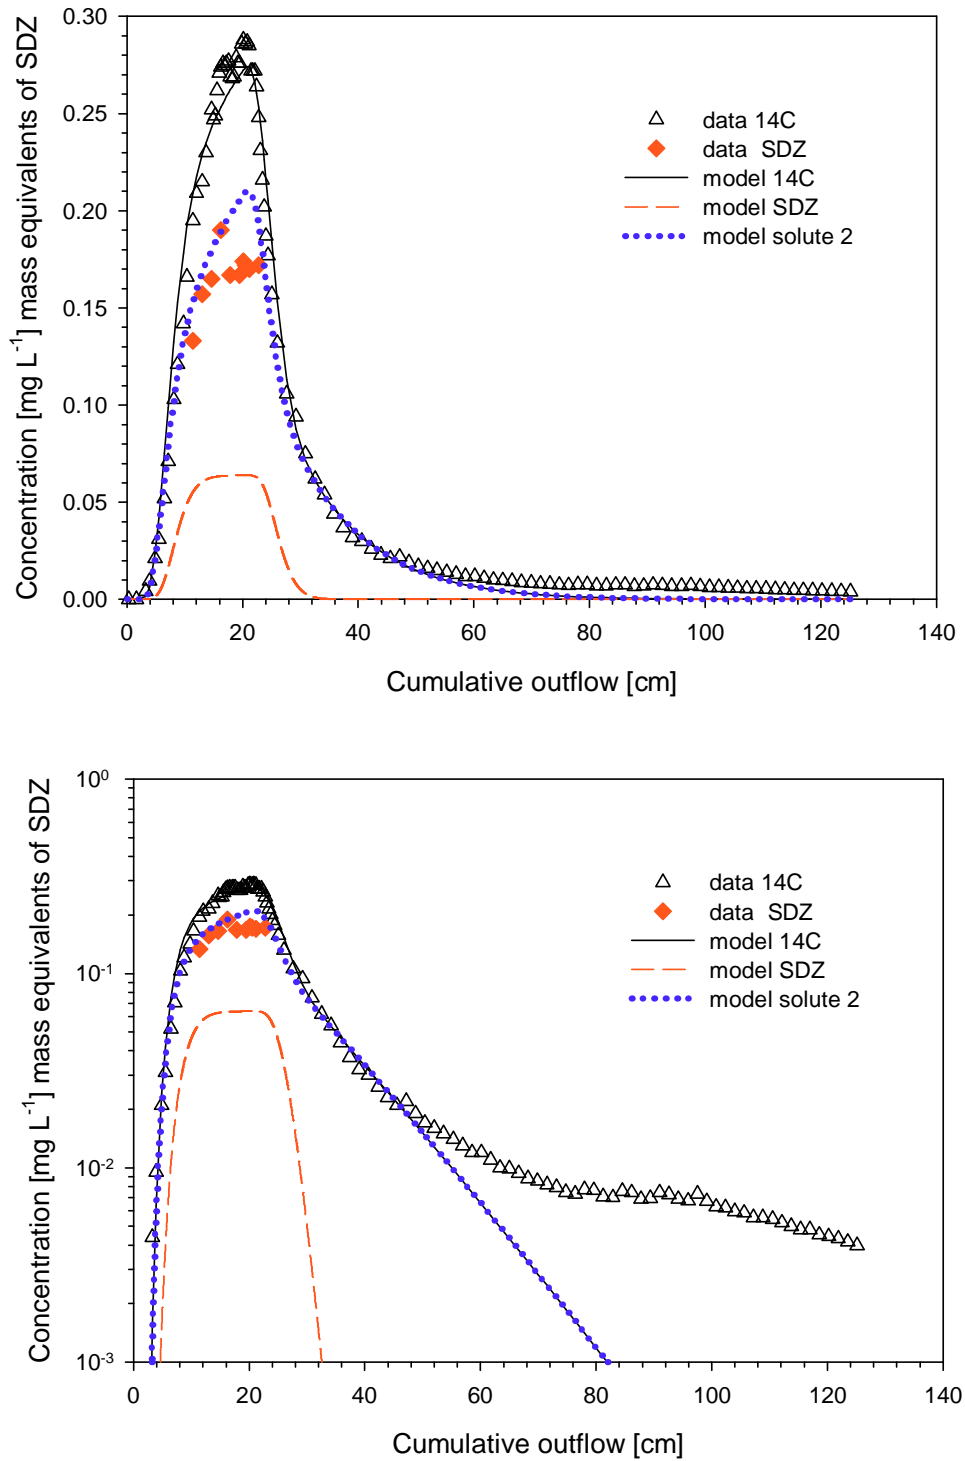 Concentration [mg L⁻¹] mass equivalents of SDZ
0.30
0.25
0.20
0.15
0.10
0.05
0.00
data 14C
data SDZ
model 14C
model SDZ
model solute 2
0 20 40 60 80 100 120 140
Cumulative outflow [cm]
Concentration [mg L⁻¹] mass equivalents of SDZ
10⁰
10⁻¹
10⁻²
10⁻³
data 14C
data SDZ
model 14C
model SDZ
model solute 2
0 20 40 60 80 100 120 140
Cumulative outflow [cm]